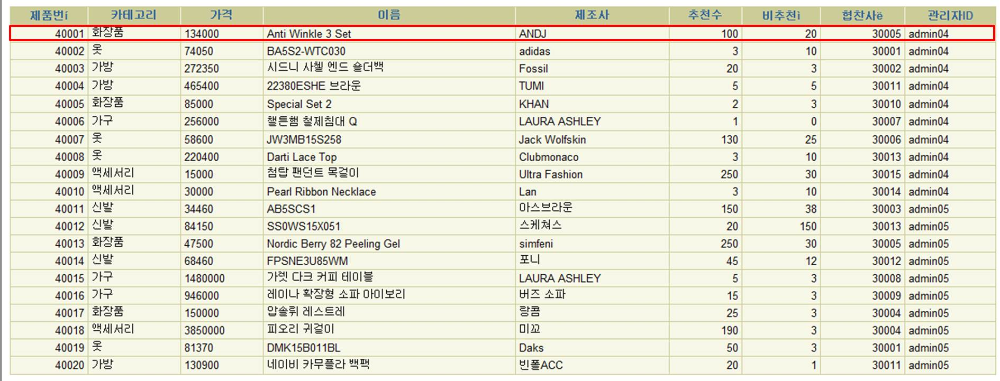 제품번í 카테고리 가격 이름 제조사 추천수 비추천ì 협찬사ë 관리자ID
40001 화장품 134000 Anti Winkle 3 Set ANDJ 100 20 30005 admin04
40002 옷 74050 BA5S2-WTC030 adidas 3 10 30001 admin04
40003 가방 272350 시드니 사첼 엔드 숄더백 Fossil 20 3 30002 admin04
40004 가방 465400 22380ESHE 브라운 TUMI 5 5 30011 admin04
40005 화장품 85000 Special Set 2 KHAN 2 3 30010 admin04
40006 가구 256000 챌튼햄 철제침대 Q LAURA ASHLEY 1 0 30007 admin04
40007 옷 58600 JW3MB15S258 Jack Wolfskin 130 25 30006 admin04
40008 옷 220400 Darti Lace Top Clubmonaco 3 10 30013 admin04
40009 액세서리 15000 첨탑 팬던트 목걸이 Ultra Fashion 250 30 30015 admin04
40010 액세서리 30000 Pearl Ribbon Necklace Lan 3 10 30014 admin04
40011 신발 34460 AB5SCS1 아스브라운 150 38 30003 admin05
40012 신발 84150 SS0WS15X051 스케쳐스 20 150 30013 admin05
40013 화장품 47500 Nordic Berry 82 Peeling Gel simfeni 250 30 30005 admin05
40014 신발 68460 FPSNE3U85WM 포니 45 12 30012 admin05
40015 가구 1480000 가렛 다크 커피 테이블 LAURA ASHLEY 5 3 30008 admin05
40016 가구 946000 레이나 확장형 소파 아이보리 버즈 소파 15 3 30009 admin05
40017 화장품 150000 압솔뤼 레스트레 랑콤 25 3 30004 admin05
40018 액세서리 3850000 피오리 귀걸이 미꼬 190 3 30004 admin05
40019 옷 81370 DMK15B011BL Daks 50 3 30001 admin05
40020 가방 130900 네이비 카무플라 백팩 빈폴ACC 20 1 30011 admin05